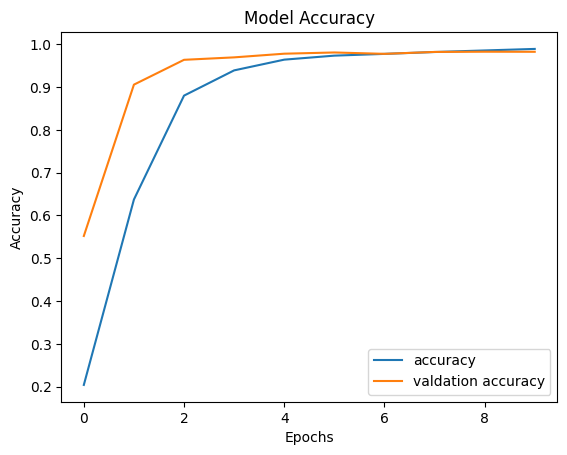 Model Accuracy
1.0
0.9
0.8
0.7
0.6
0.5
0.4
0.3
0.2
Accuracy
accuracy
valdation accuracy
0 2 4 6 8
Epochs